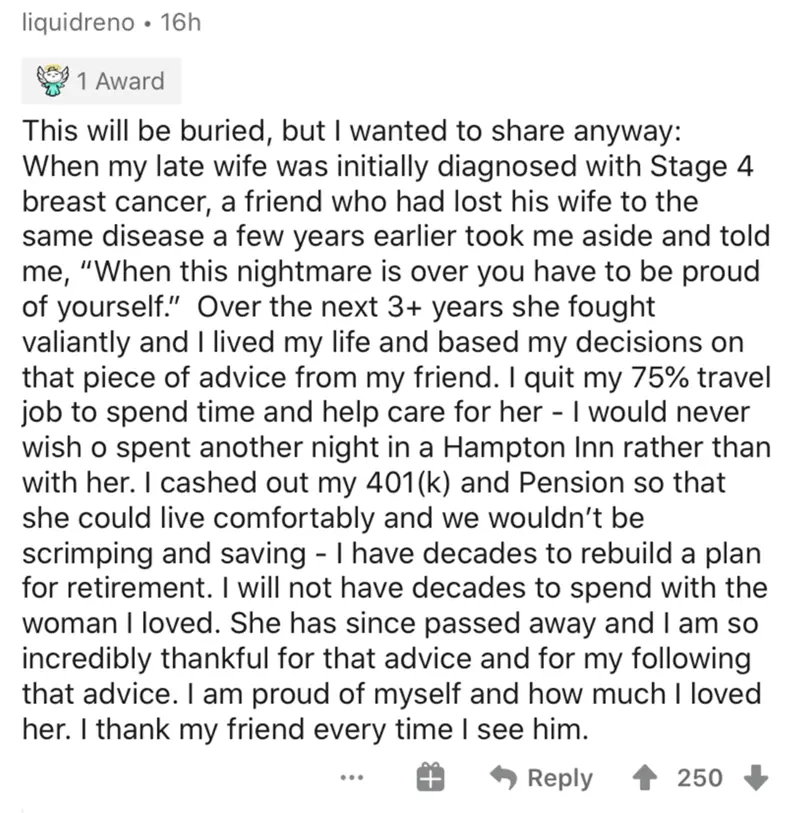 liquidreno • 16h
1 Award
This will be buried, but I wanted to share anyway:
When my late wife was initially diagnosed with Stage 4
breast cancer, a friend who had lost his wife to the
same disease a few years earlier took me aside and told
me, “When this nightmare is over you have to be proud
of yourself.”  Over the next 3+ years she fought
valiantly and I lived my life and based my decisions on
that piece of advice from my friend. I quit my 75% travel
job to spend time and help care for her - I would never
wish o spent another night in a Hampton Inn rather than
with her. I cashed out my 401(k) and Pension so that
she could live comfortably and we wouldn’t be
scrimping and saving - I have decades to rebuild a plan
for retirement. I will not have decades to spend with the
woman I loved. She has since passed away and I am so
incredibly thankful for that advice and for my following
that advice. I am proud of myself and how much I loved
her. I thank my friend every time I see him.
... Reply 250